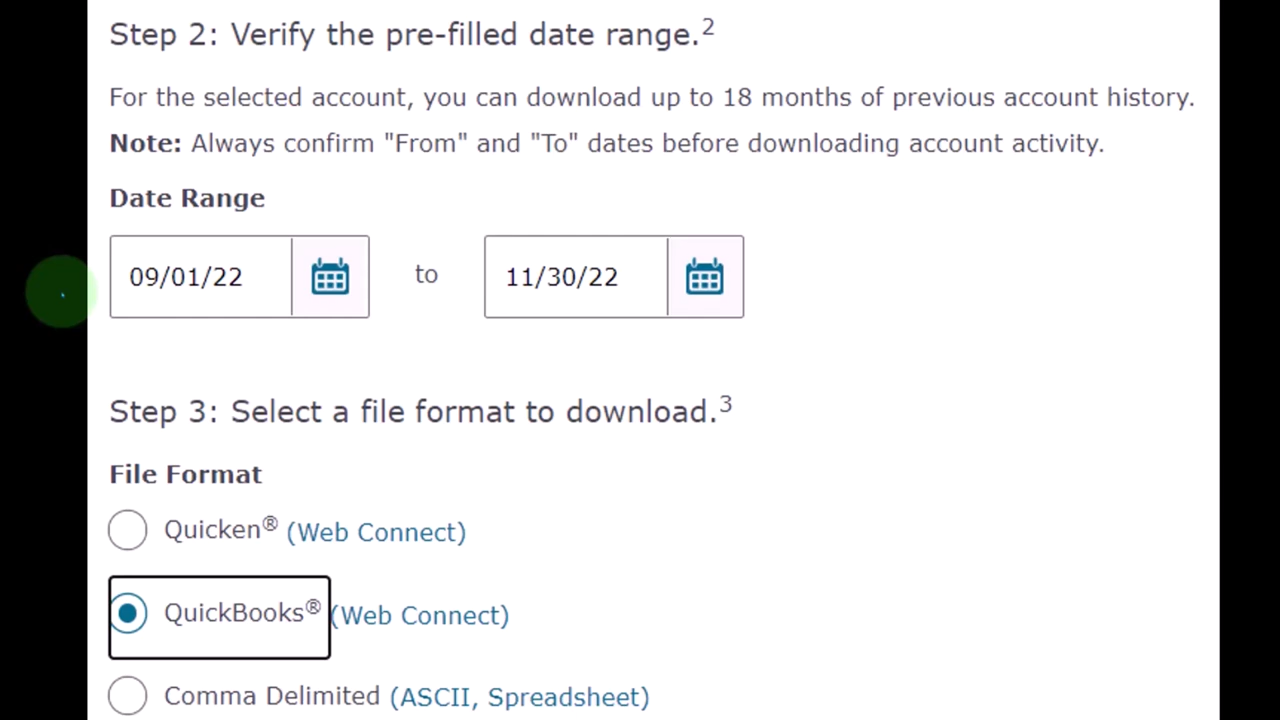 Step 2: Verify the pre-filled date range.2
For the selected account, you can download up to 18 months of previous account history.
Note: Always confirm "From" and "To" dates before downloading account activity.
Date Range
09/01/22 to 11/30/22
Step 3: Select a file format to download.3
File Format
Quicken® (Web Connect)
QuickBooks® (Web Connect)
Comma Delimited (ASCII, Spreadsheet)